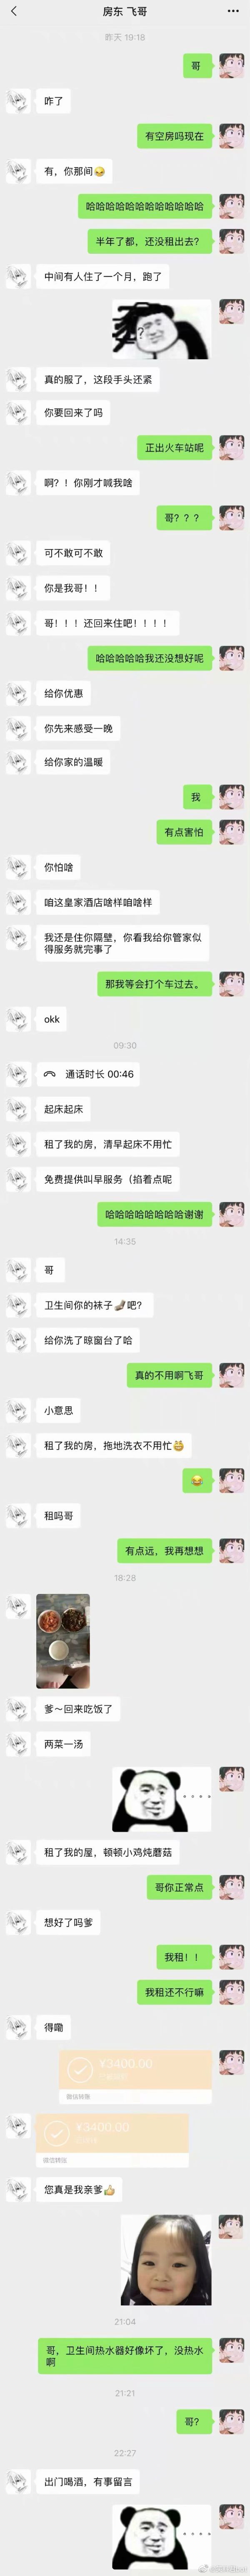 房东 飞哥
昨天 19:18
哥
咋了
有空房吗现在
有，你那间😂
哈哈哈哈哈哈哈哈哈哈哈哈
半年了都，还没租出去？
中间有人住了一个月，跑了
?
真的服了，这段手头还紧
你要回来了吗
正出火车站呢
啊？！你刚才喊我啥
哥？？？
可不敢可不敢
你是我哥！！
哥！！！还回来住吧！！！！
哈哈哈哈哈我还没想好呢
给你优惠
你先来感受一晚
给你家的温暖
我
有点害怕
你怕啥
咱这皇家酒店啥样咱啥样
我还是住你隔壁，你看我给你管家似
得服务就完事了
那我等会打个车过去。
okk
09:30
通话时长 00:46
起床起床
租了我的房，清早起床不用忙
免费提供叫早服务（掐着点呢
哈哈哈哈哈哈哈哈谢谢
14:35
哥
卫生间你的袜子🧦吧？
给你洗了晾窗台了哈
真的不用啊飞哥
小意思
租了我的房，拖地洗衣不用忙😄
😂
租吗哥
有点远，我再想想
18:28
爹～回来吃饭了
两菜一汤
....
租了我的屋，顿顿小鸡炖蘑菇
哥你正常点
想好了吗爹
我租！！
我租还不行嘛
得嘞
¥3400.00
微信转账
¥3400.00
微信转账
您真是我亲爹👍
21:04
哥，卫生间热水器好像坏了，没热水
啊
21:21
哥？
22:27
出门喝酒，有事留言
....